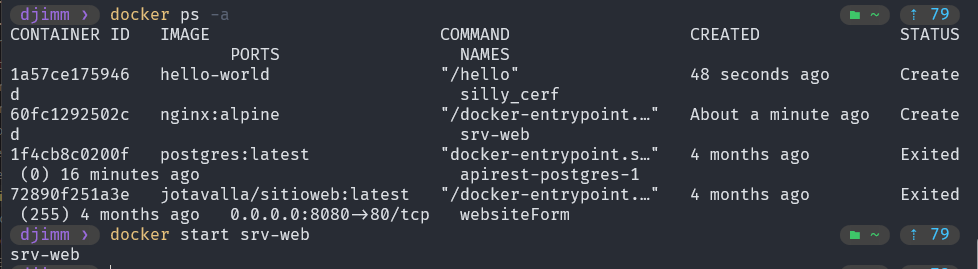 djimm ❯ docker ps -a ~ ⇡ 79
CONTAINER ID IMAGE COMMAND CREATED STATUS
PORTS NAMES
1a57ce175946 hello-world "/hello" 48 seconds ago Create
d silly_cerf
60fc1292502c nginx:alpine "/docker-entrypoint.…" About a minute ago Create
d srv-web
1f4cb8c0200f postgres:latest "docker-entrypoint.s…" 4 months ago Exited
(0) 16 minutes ago apirest-postgres-1
72890f251a3e jotavalla/sitioweb:latest "/docker-entrypoint.…" 4 months ago Exited
(255) 4 months ago 0.0.0.0:8080->80/tcp websiteForm
djimm ❯ docker start srv-web ~ ⇡ 79
srv-web